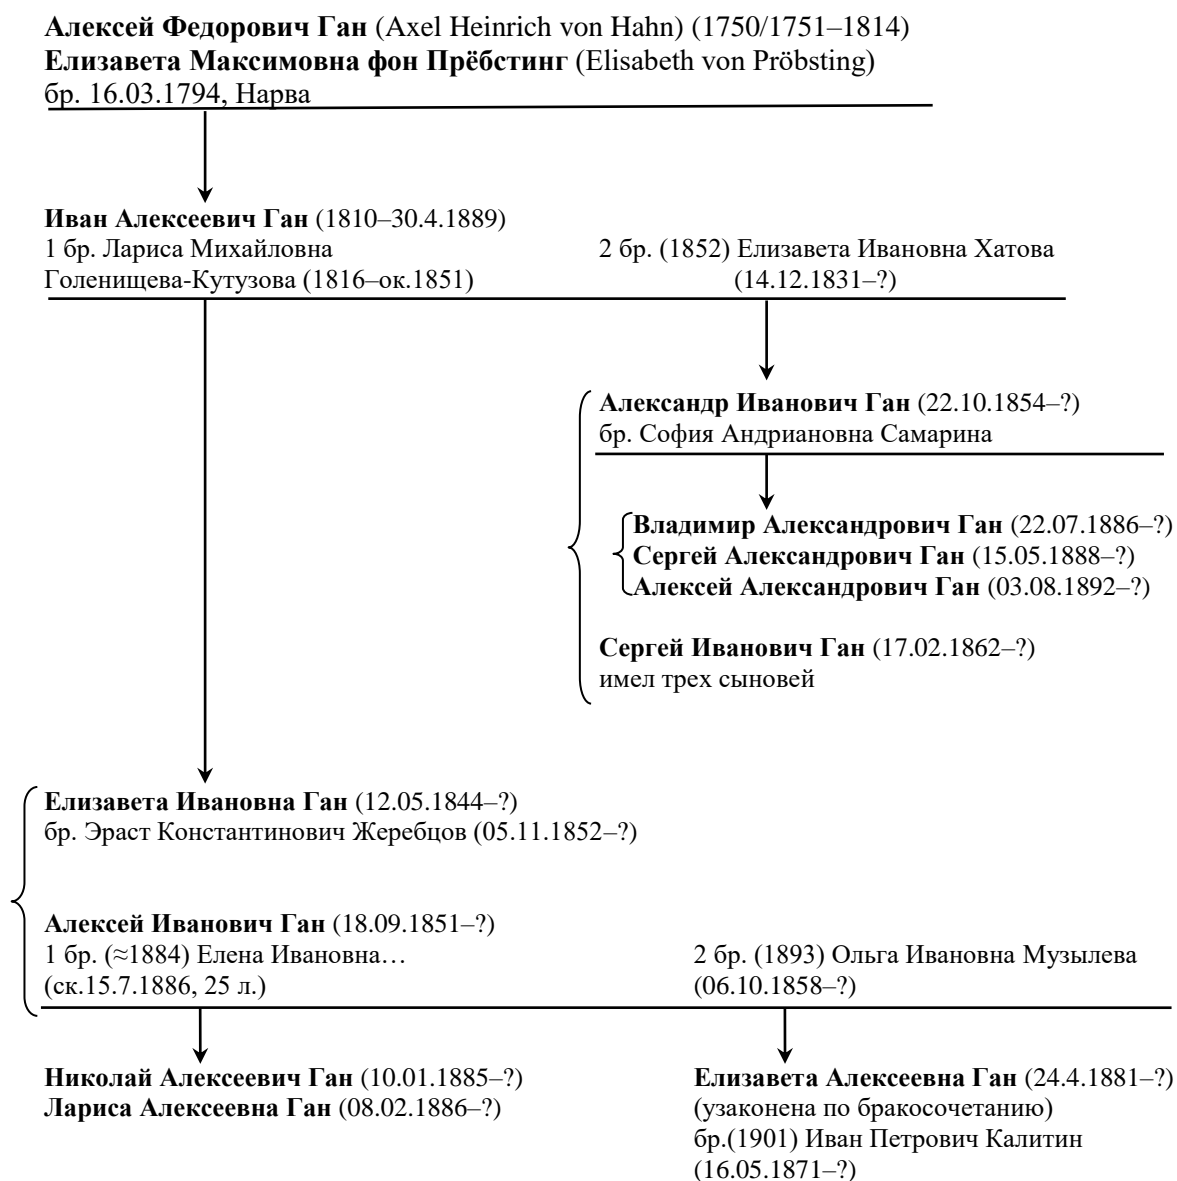 Алексей Федорович Ган (Axel Heinrich von Hahn) (1750/1751–1814)
Елизавета Максимовна фон Прёбстинг (Elisabeth von Pröbsting)
бр. 16.03.1794, Нарва
Иван Алексеевич Ган (1810–30.4.1889)
1 бр. Лариса Михайловна
Голенищева-Кутузова (1816–ок.1851)
2 бр. (1852) Елизавета Ивановна Хатова
(14.12.1831–?)
Александр Иванович Ган (22.10.1854–?)
бр. София Андриановна Самарина
Владимир Александрович Ган (22.07.1886–?)
Сергей Александрович Ган (15.05.1888–?)
Алексей Александрович Ган (03.08.1892–?)
Сергей Иванович Ган (17.02.1862–?)
имел трех сыновей
Елизавета Ивановна Ган (12.05.1844–?)
бр. Эраст Константинович Жеребцов (05.11.1852–?)
Алексей Иванович Ган (18.09.1851–?)
1 бр. (≈1884) Елена Ивановна…
(ск.15.7.1886, 25 л.)
2 бр. (1893) Ольга Ивановна Музылева
(06.10.1858–?)
Николай Алексеевич Ган (10.01.1885–?)
Лариса Алексеевна Ган (08.02.1886–?)
Елизавета Алексеевна Ган (24.4.1881–?)
(узаконена по бракосочетанию)
бр.(1901) Иван Петрович Калитин
(16.05.1871–?)